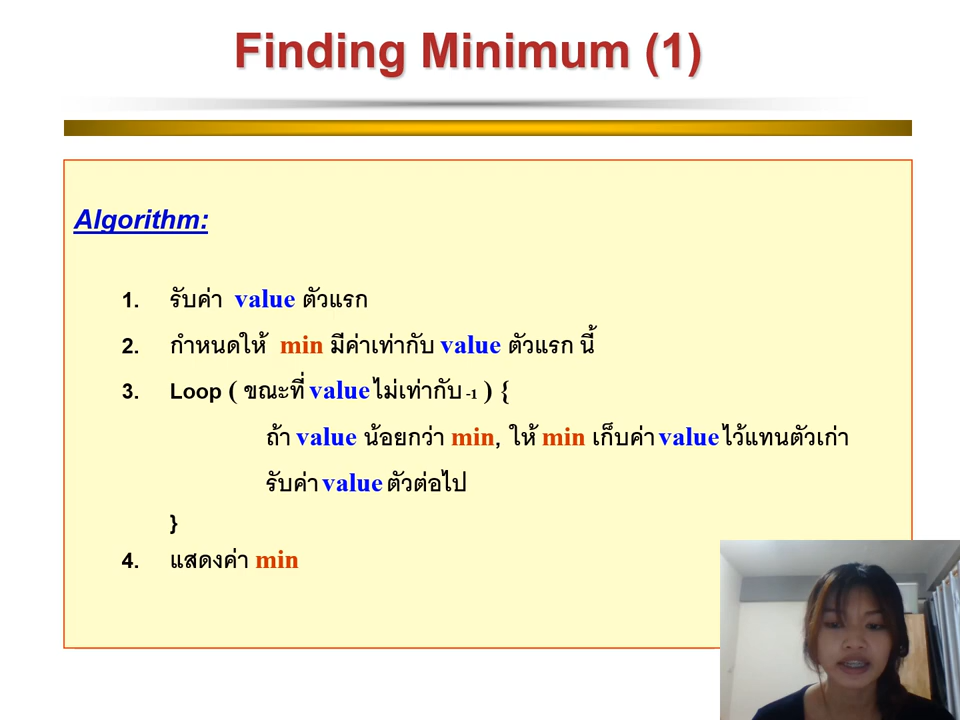 Finding Minimum (1)
Algorithm:
1. รับค่า value ตัวแรก
2. กำหนดให้ min มีค่าเท่ากับ value ตัวแรก นี้
3. Loop ( ขณะที่ value ไม่เท่ากับ -1 ) {
ถ้า value น้อยกว่า min, ให้ min เก็บค่า value ไว้แทนตัวเก่า
รับค่า value ตัวต่อไป
}
4. แสดงค่า min